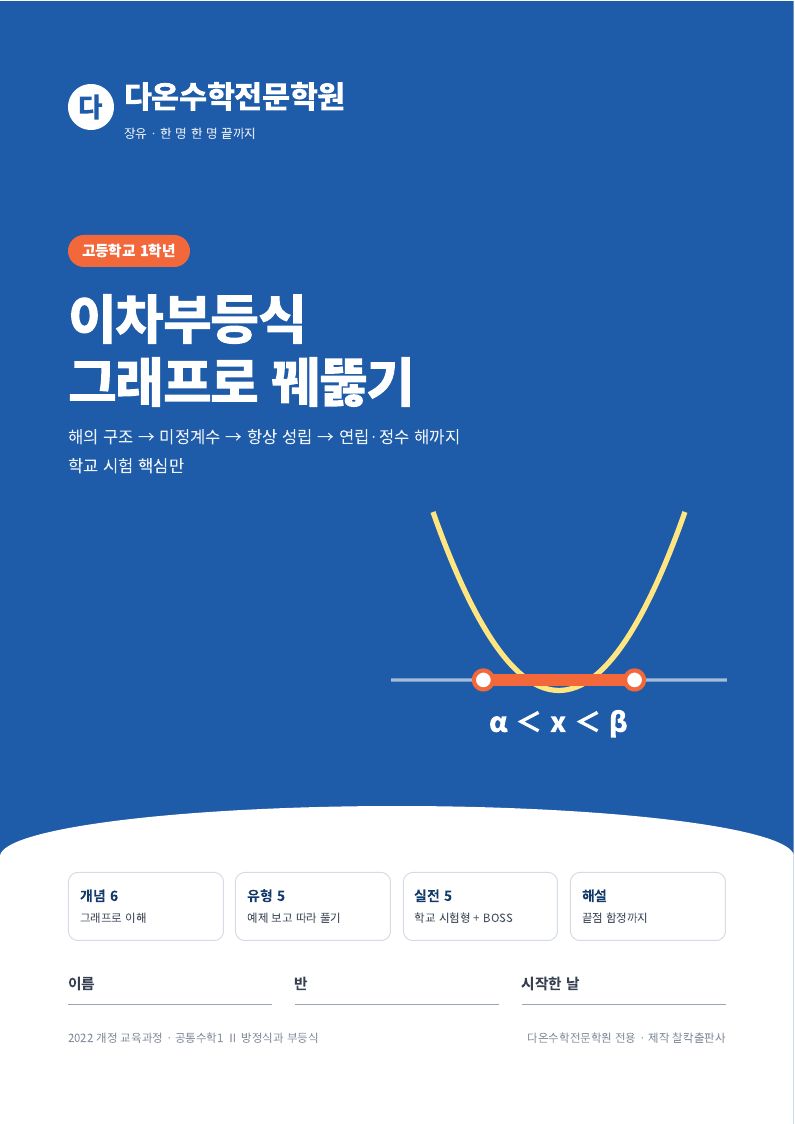 다
다온수학전문학원
장유 · 한 명 한 명 끝까지
고등학교 1학년
이차부등식
그래프로 꿰뚫기
해의 구조 → 미정계수 → 항상 성립 → 연립·정수 해까지
학교 시험 핵심만
α < x < β
개념 6
그래프로 이해
유형 5
예제 보고 따라 풀기
실전 5
학교 시험형 + BOSS
해설
끝점 함정까지
이름
반
시작한 날
2022 개정 교육과정 · 공통수학1 Ⅱ 방정식과 부등식
다온수학전문학원 전용 · 제작 찰칵출판사